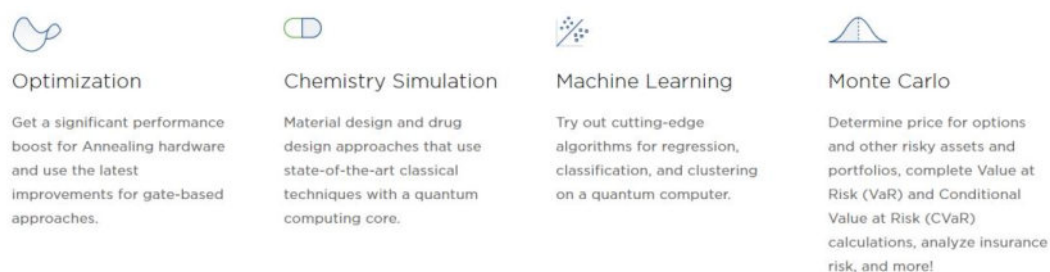 Optimization
Get a significant performance
boost for Annealing hardware
and use the latest
improvements for gate-based
approaches.
Chemistry Simulation
Material design and drug
design approaches that use
state-of-the-art classical
techniques with a quantum
computing core.
Machine Learning
Try out cutting-edge
algorithms for regression,
classification, and clustering
on a quantum computer.
Monte Carlo
Determine price for options
and other risky assets and
portfolios, complete Value at
Risk (VaR) and Conditional
Value at Risk (CVaR)
calculations, analyze insurance
risk, and more!